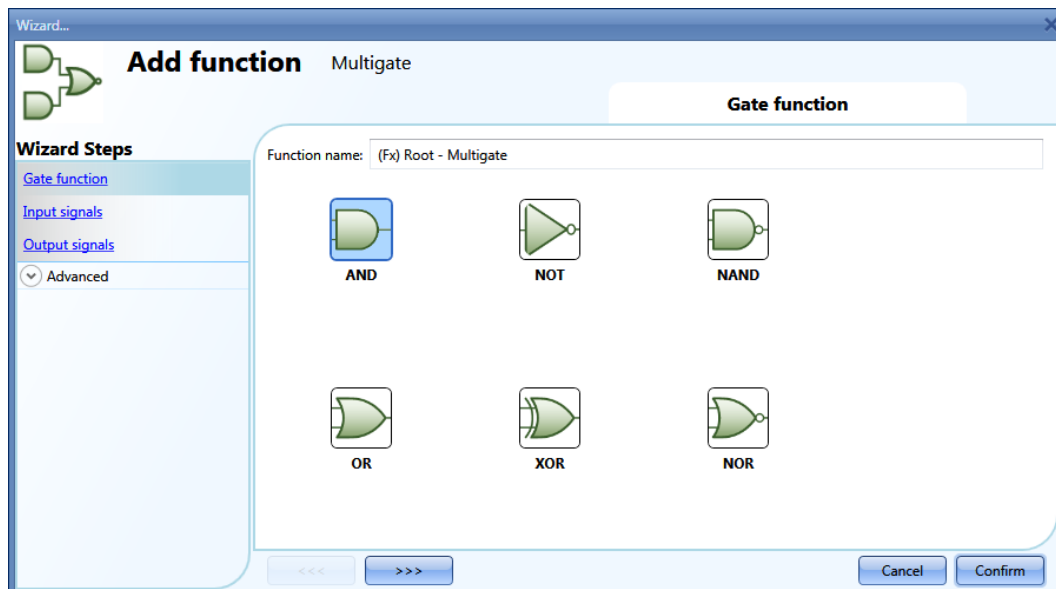 Wizard...
Add function Multigate
Gate function
Wizard Steps
Gate function
Input signals
Output signals
Advanced
Function name: (Fx) Root - Multigate
AND NOT NAND
OR XOR NOR
<<< >>> Cancel Confirm